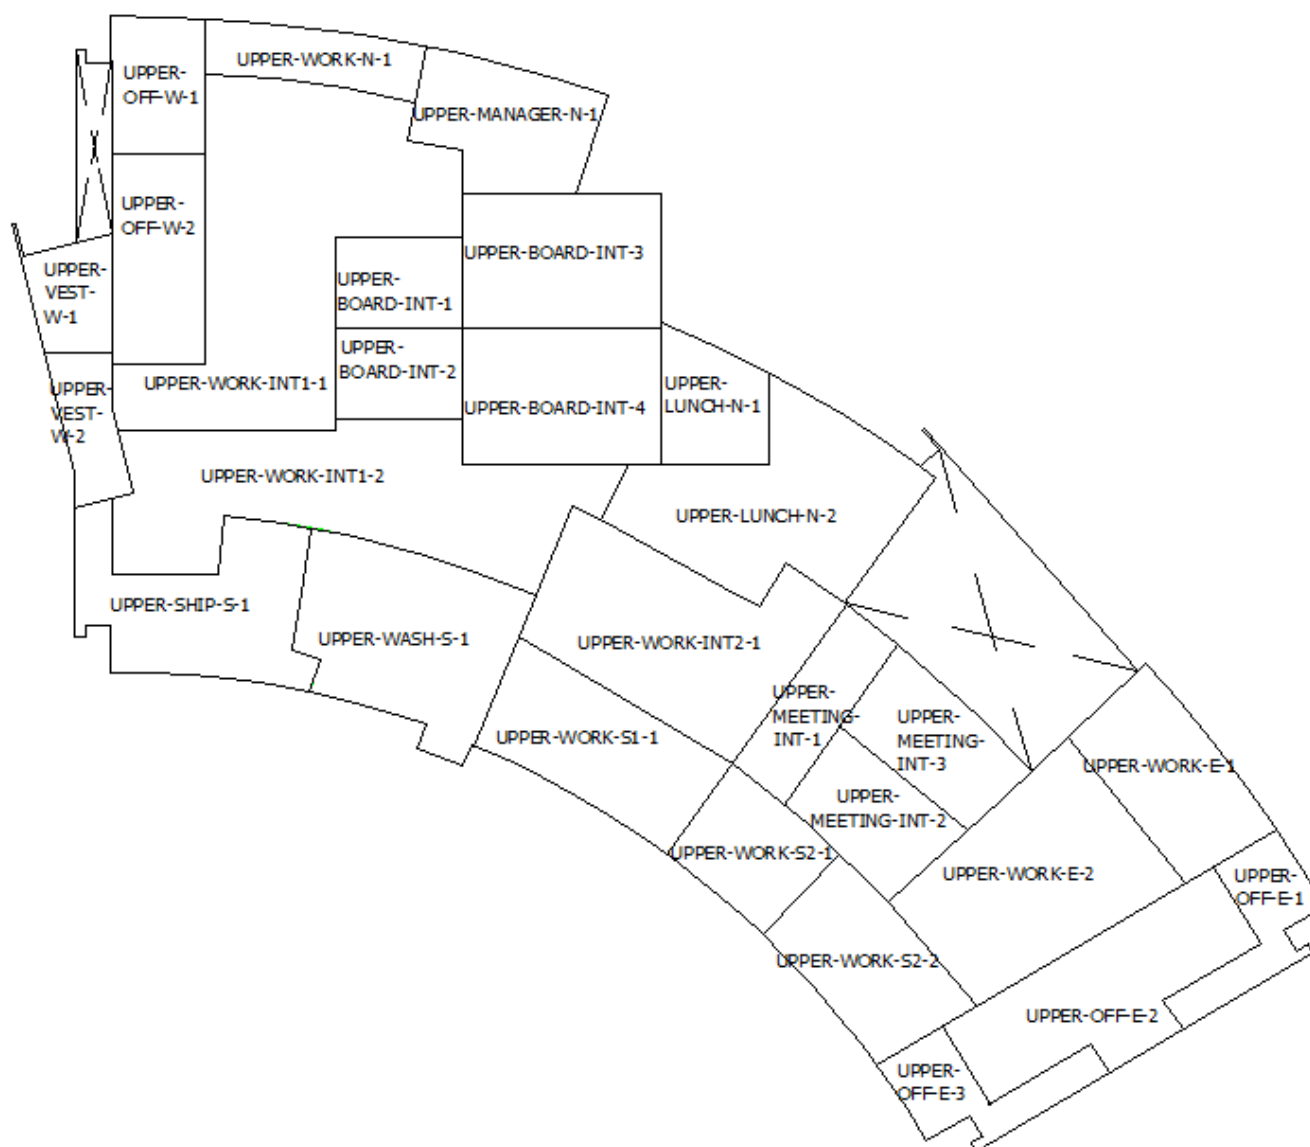 UPPER-WORK-N-1
UPPER-
OFF-W-1
UPPER-MANAGER-N-1
UPPER-
OFF-W-2
UPPER-BOARD-INT-3
UPPER-
VEST-
W-1
UPPER-
BOARD-INT-1
UPPER-
BOARD-INT-2
UPPER-WORK-INT1-1
UPPER-
VEST-
W-2
UPPER-BOARD-INT-4
UPPER-
LUNCH-N-1
UPPER-WORK-INT1-2
UPPER-LUNCH-N-2
UPPER-SHIP-S-1
UPPER-WASH-S-1
UPPER-WORK-INT2-1
UPPER-
MEETING-
INT-1
UPPER-
MEETING-
INT-3
UPPER-WORK-S1-1
UPPER-WORK-E-1
UPPER-
MEETING-INT-2
UPPER-WORK-S2-1
UPPER-WORK-E-2
UPPER-
OFF-E-1
UPPER-WORK-S2-2
UPPER-OFF-E-2
UPPER-
OFF-E-3